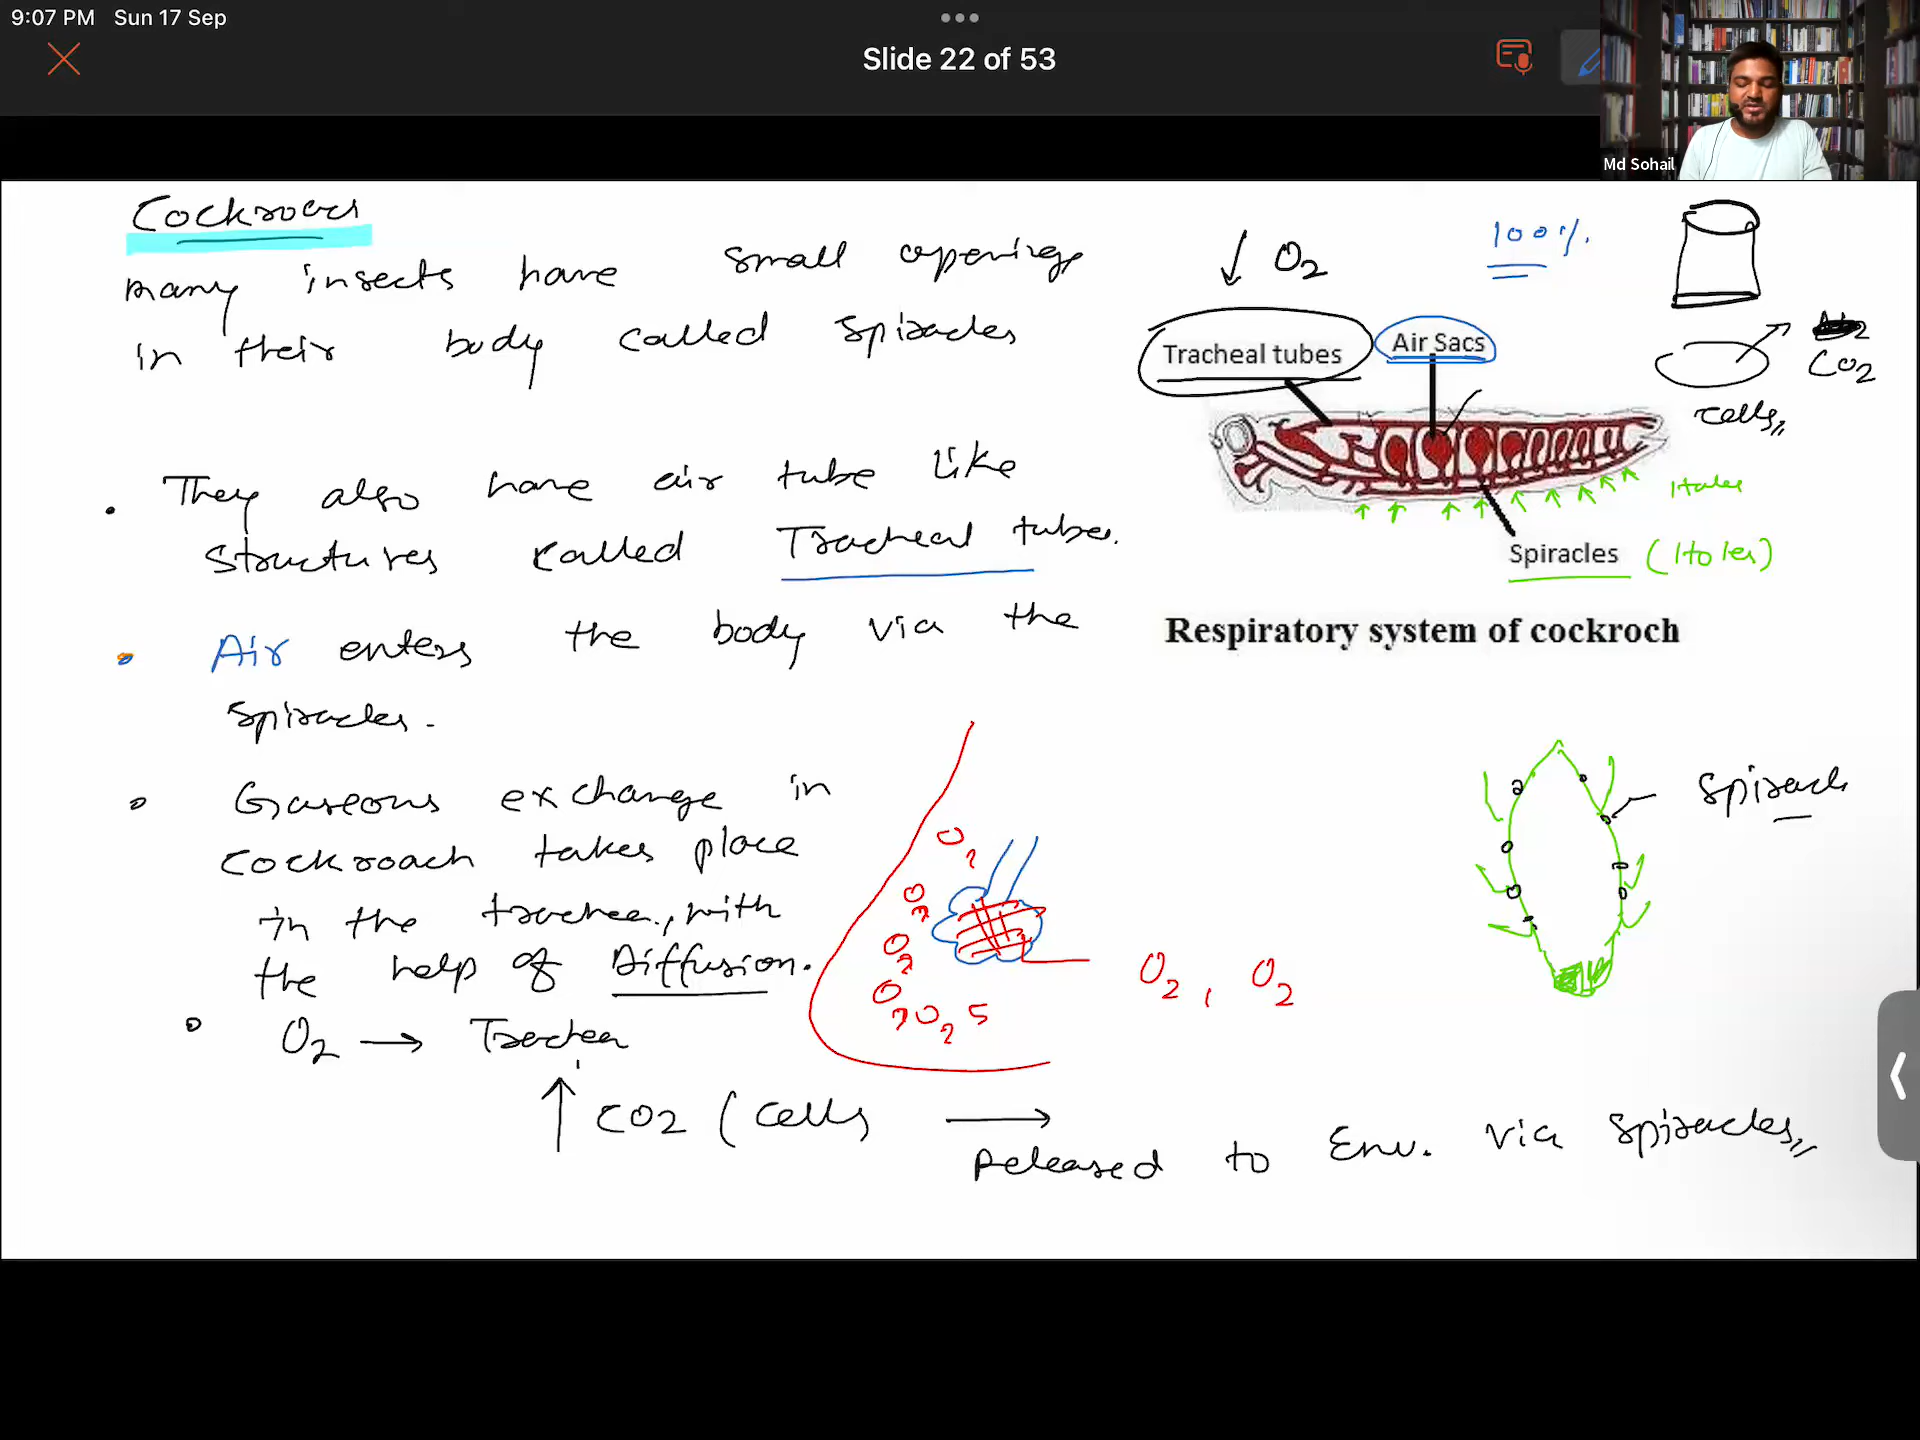 9:07 PM Sun 17 Sep
Slide 22 of 53
Md Sohail
Cockroach
many insects have small openings
in their body called Spiracles
• They also have air tube like
structures called Tracheal tubes.
• Air enters the body via the
Spiracles.
• Gaseous exchange in
Cockroach takes place
in the trachea, with
the help of Diffusion.
• O2 → Trachea
↑ CO2 (Cells → Released to Env. via Spiracles,,
↓ O2
100%
Tracheal tubes
Air Sacs
CO2
cells,,
Holes
Spiracles (Holes)
Respiratory system of cockroch
O2
O2
O2
O2
O2
O2, O2
Spiracle